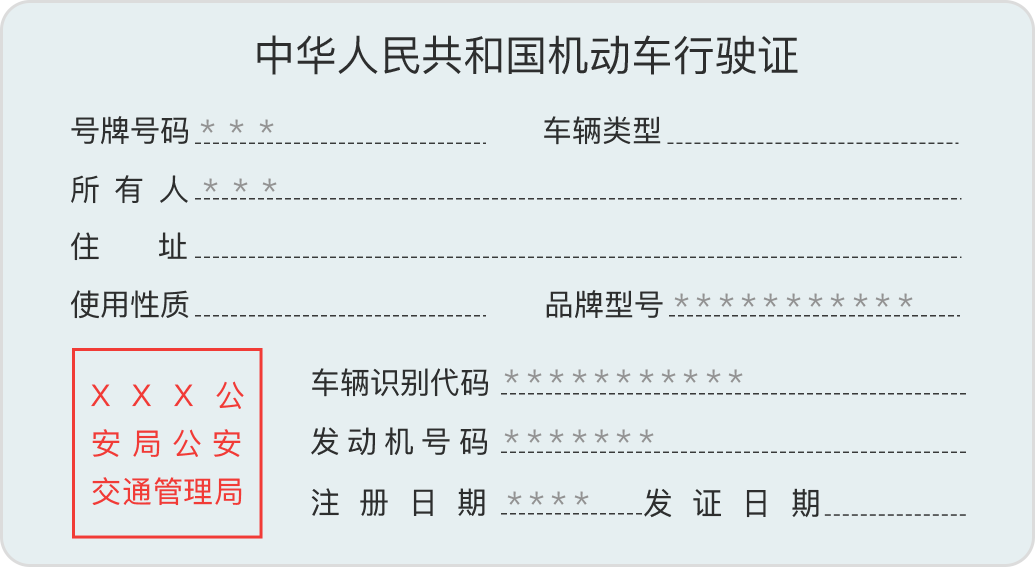 中华人民共和国机动车行驶证
号牌号码 *** 车辆类型
所有人 ***
住址
使用性质 品牌型号 ***********
车辆识别代码 ***********
发动机号码 *******
注册日期 **** 发证日期
XXX公
安局公安
交通管理局